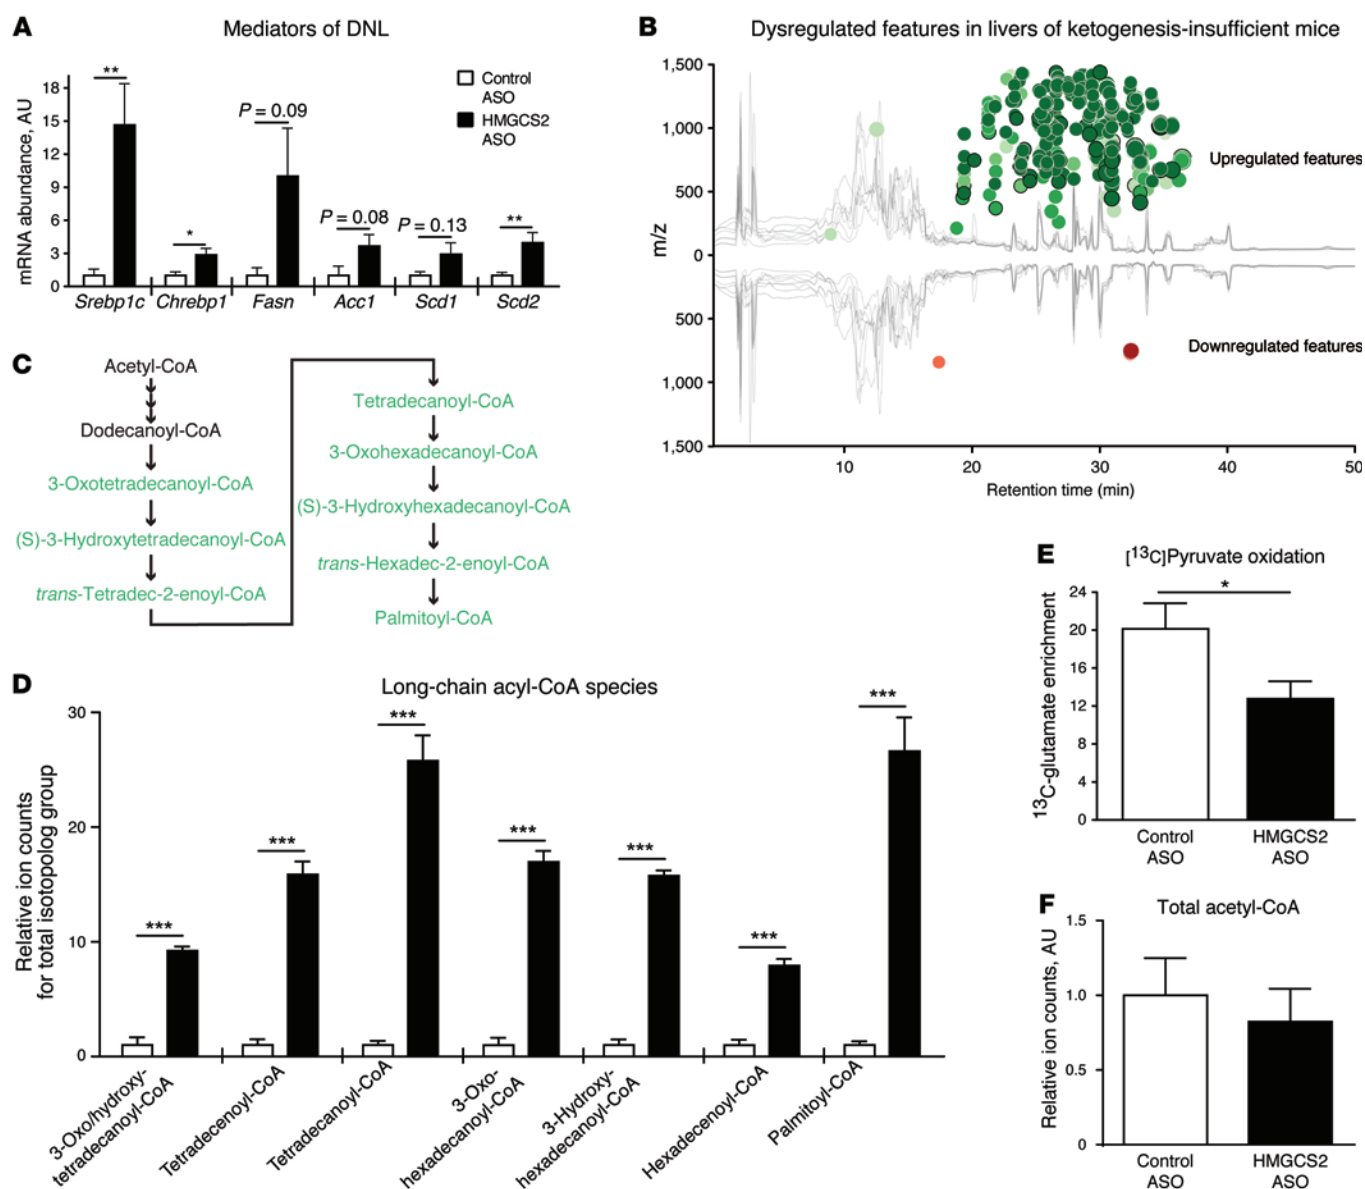 A
Mediators of DNL
mRNA abundance, AU
18
15
12
9
6
3
0
**
*
P = 0.09
P = 0.08
P = 0.13
**
Control
ASO
HMGCS2
ASO
Srebp1c
Chrebp1
Fasn
Acc1
Scd1
Scd2
B
Dysregulated features in livers of ketogenesis-insufficient mice
m/z
1,500
1,000
500
0
500
1,000
1,500
Upregulated features
Downregulated features
10
20
30
40
50
Retention time (min)
C
Acetyl-CoA
Dodecanoyl-CoA
3-Oxotetradecanoyl-CoA
(S)-3-Hydroxytetradecanoyl-CoA
trans-Tetradec-2-enoyl-CoA
Tetradecanoyl-CoA
3-Oxohexadecanoyl-CoA
(S)-3-Hydroxyhexadecanoyl-CoA
trans-Hexadec-2-enoyl-CoA
Palmitoyl-CoA
D
Long-chain acyl-CoA species
Relative ion counts
for total isotopolog group
30
20
10
0
***
***
***
***
***
***
***
3-Oxo/hydroxy-
tetradecanoyl-CoA
Tetradecenoyl-CoA
Tetradecanoyl-CoA
3-Oxo-
hexadecanoyl-CoA
3-Hydroxy-
hexadecanoyl-CoA
Hexadecenoyl-CoA
Palmitoyl-CoA
E
[13C]Pyruvate oxidation
13C-glutamate enrichment
24
20
16
12
8
4
0
*
Control
ASO
HMGCS2
ASO
F
Total acetyl-CoA
Relative ion counts, AU
1.5
1.0
0.5
0
Control
ASO
HMGCS2
ASO